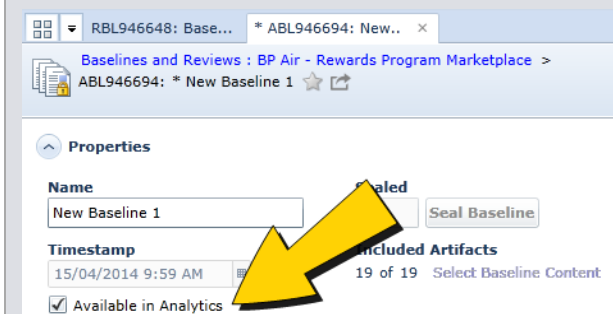 RBL946648: Base... * ABL946694: New..
Baselines and Reviews : BP Air - Rewards Program Marketplace >
ABL946694: * New Baseline 1
Properties
Name
New Baseline 1 Seal Baseline
Timestamp Included Artifacts
15/04/2014 9:59 AM 19 of 19 Select Baseline Content
Available in Analytics